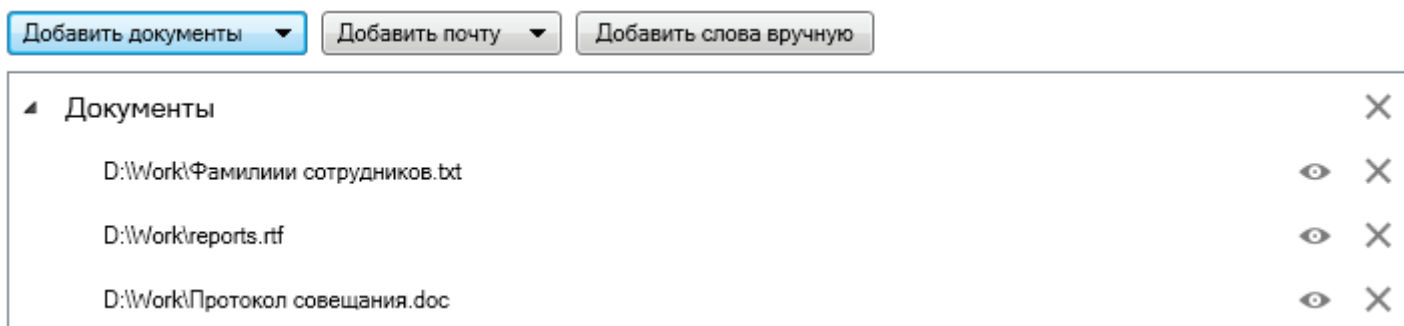 Добавить документы Добавить почту Добавить слова вручную
Документы
D:\Work\Фамилиии сотрудников.txt
D:\Work\reports.rtf
D:\Work\Протокол совещания.doc